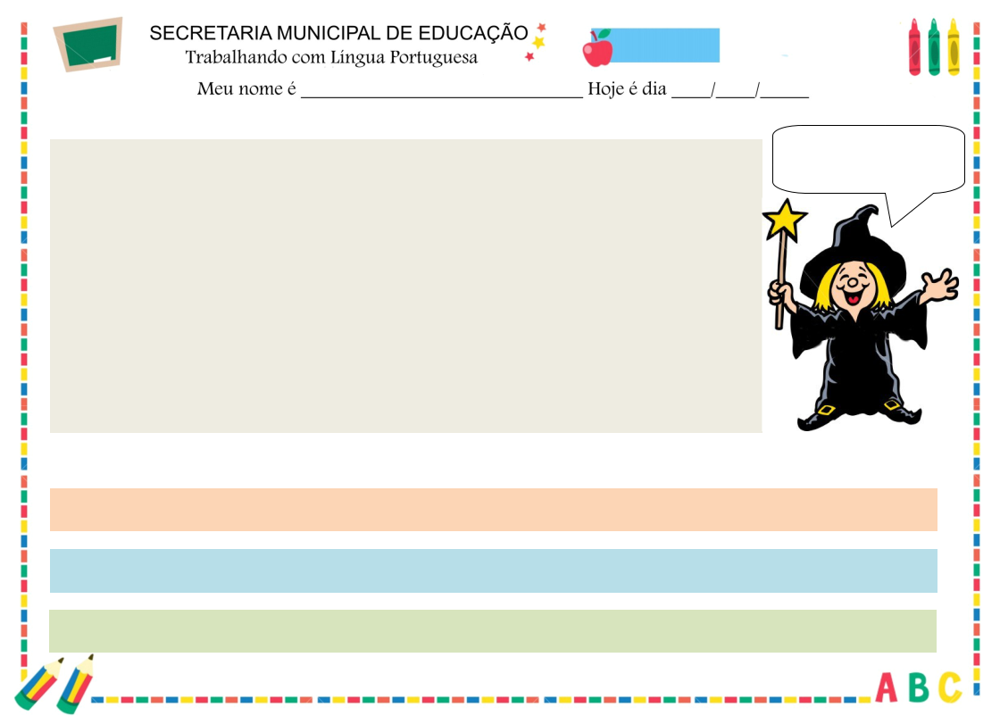 SECRETARIA MUNICIPAL DE EDUCAÇÃO
Trabalhando com Língua Portuguesa
Meu nome é ______________________________ Hoje é dia ____/____/_____
A B C